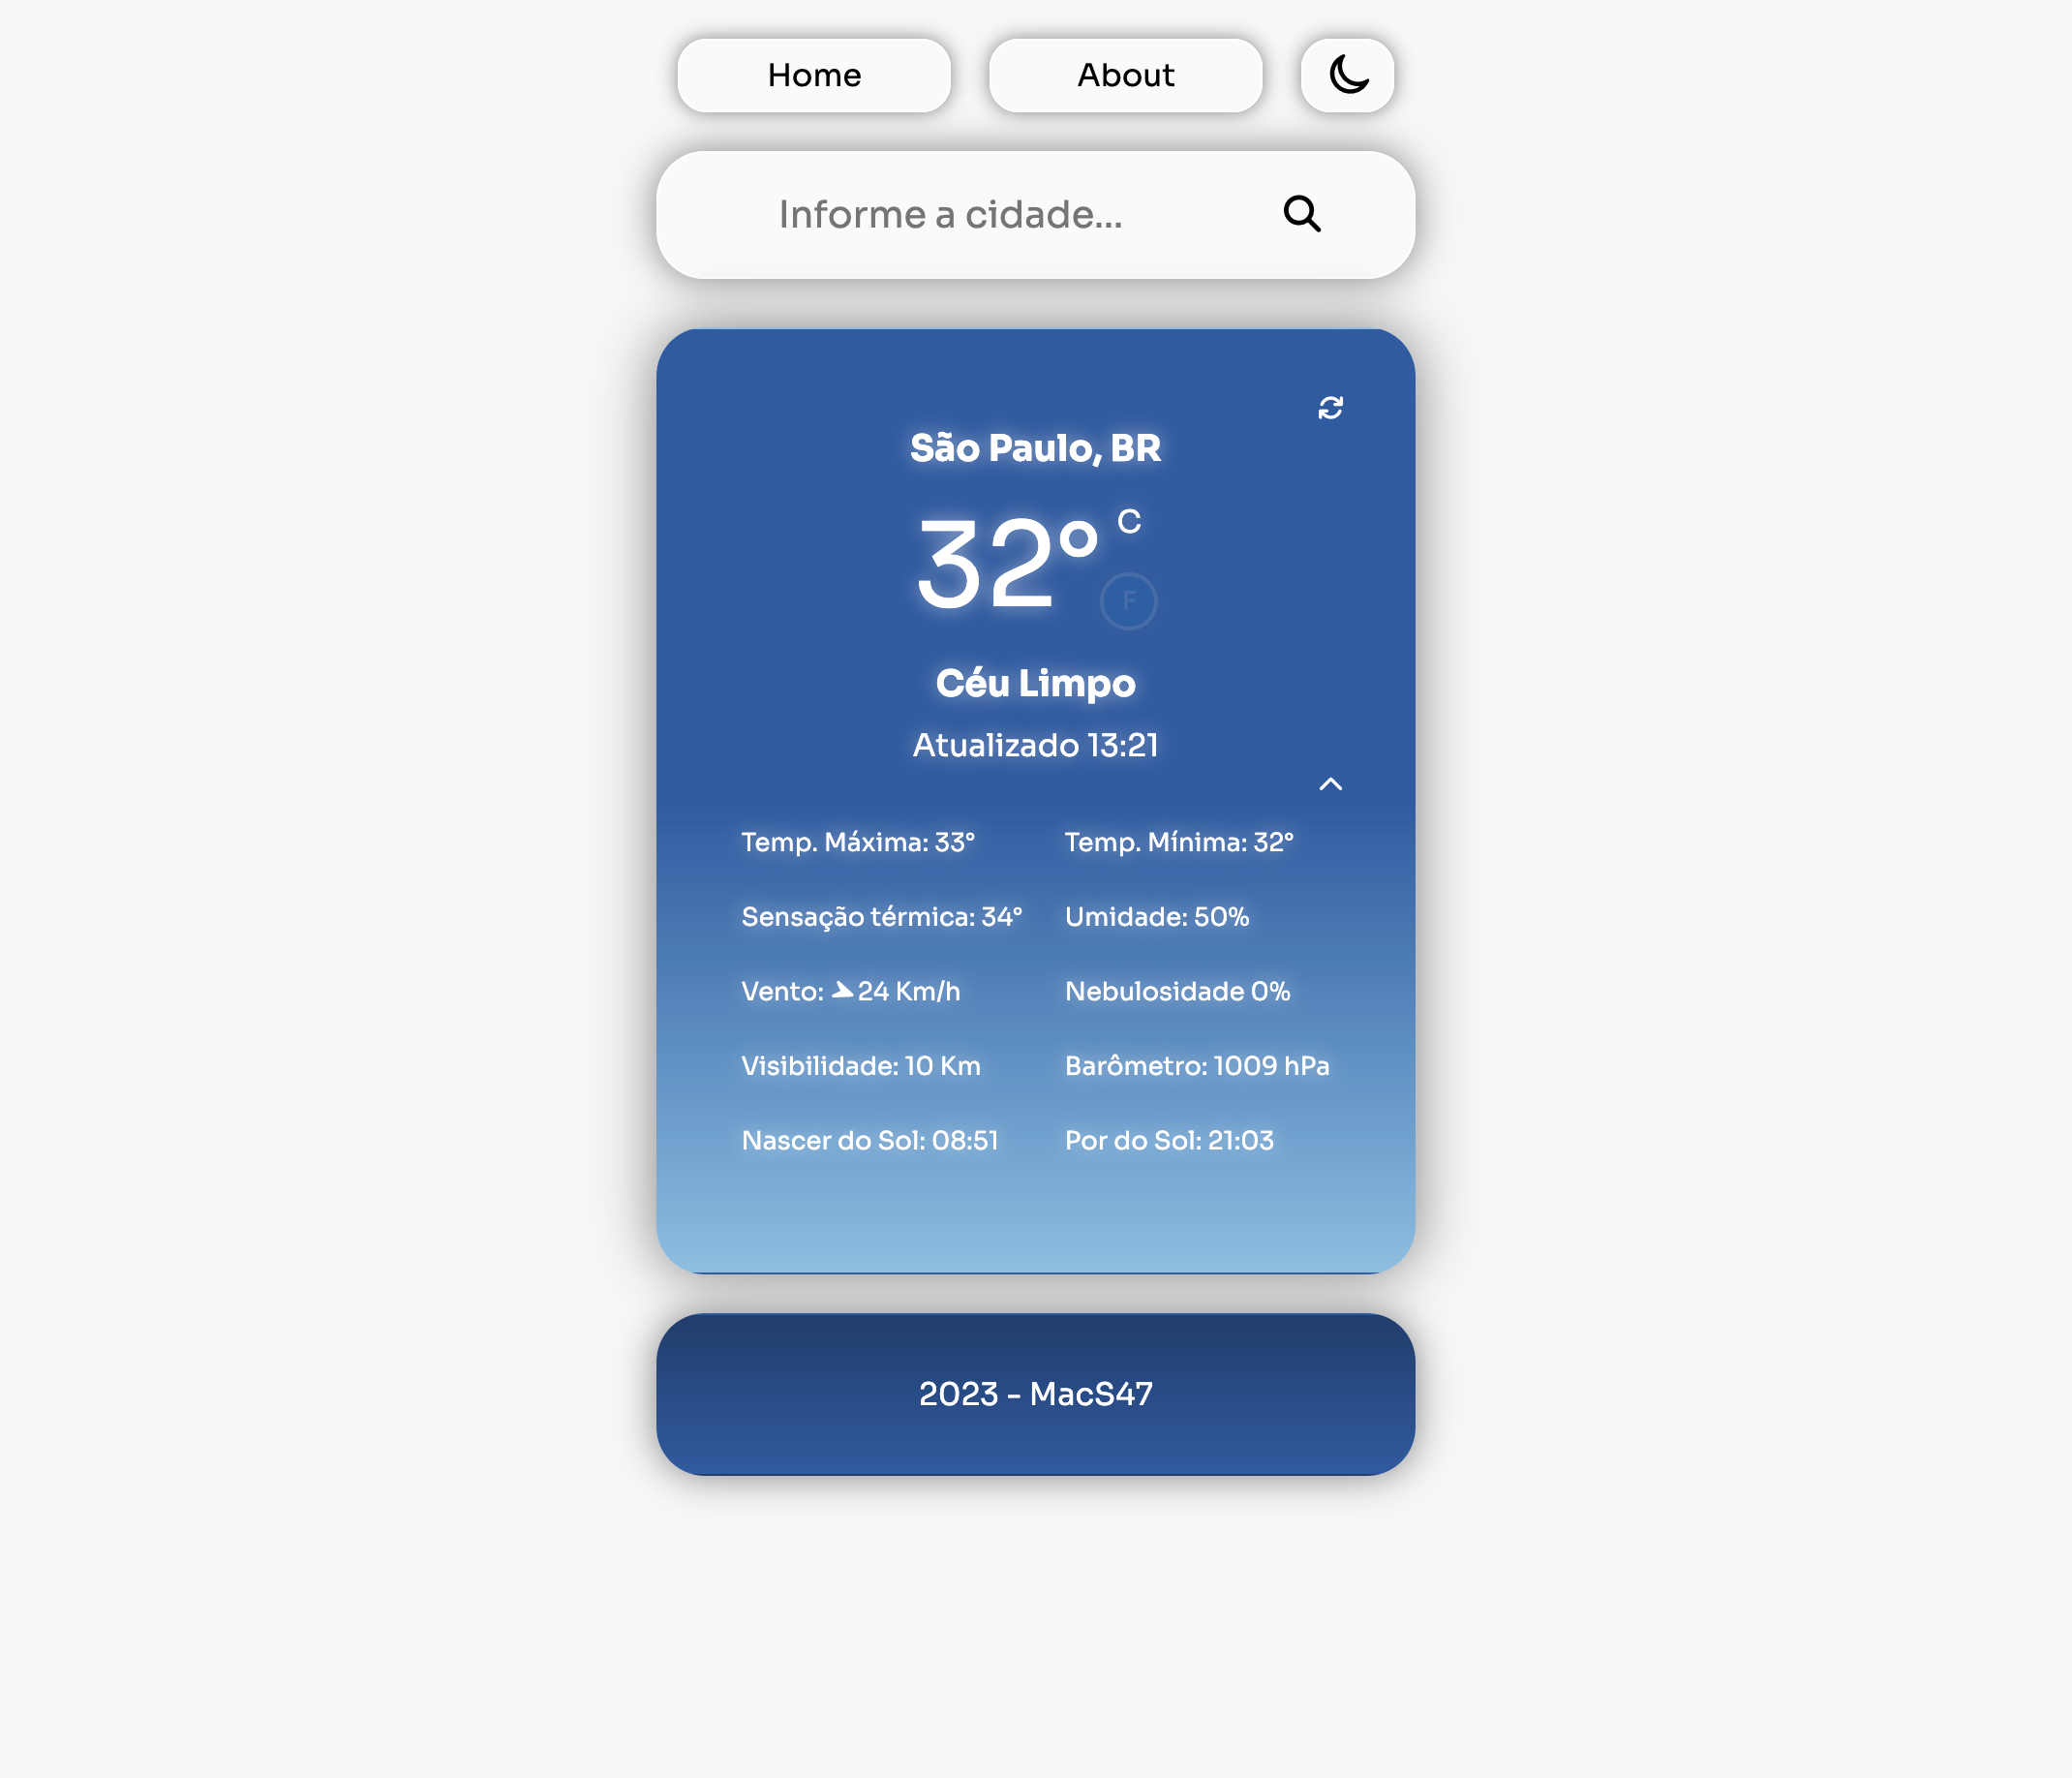 Home
About
Informe a cidade...
São Paulo, BR
32° C
F
Céu Limpo
Atualizado 13:21
Temp. Máxima: 33°
Temp. Mínima: 32°
Sensação térmica: 34°
Umidade: 50%
Vento: 24 Km/h
Nebulosidade 0%
Visibilidade: 10 Km
Barômetro: 1009 hPa
Nascer do Sol: 08:51
Por do Sol: 21:03
2023 - MacS47